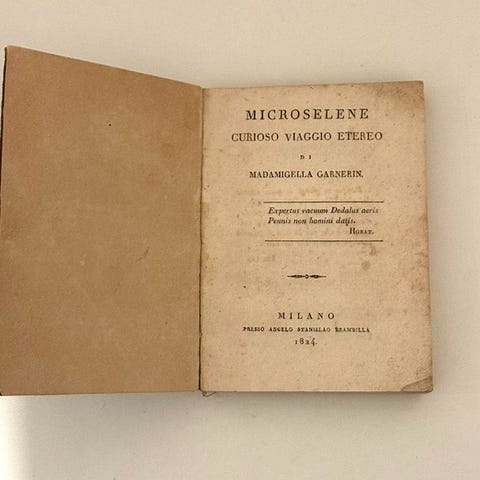 MICROSELENE
CURIOSO VIAGGIO ETEREO
DI
MADAMIGELLA GARNERIN.
Expertus vacuum Dedalus aeris
Pennis non homini datis.
HORAT.
MILANO
PRESSO ANGELO STANISLAO BRAMBILLA
1824.